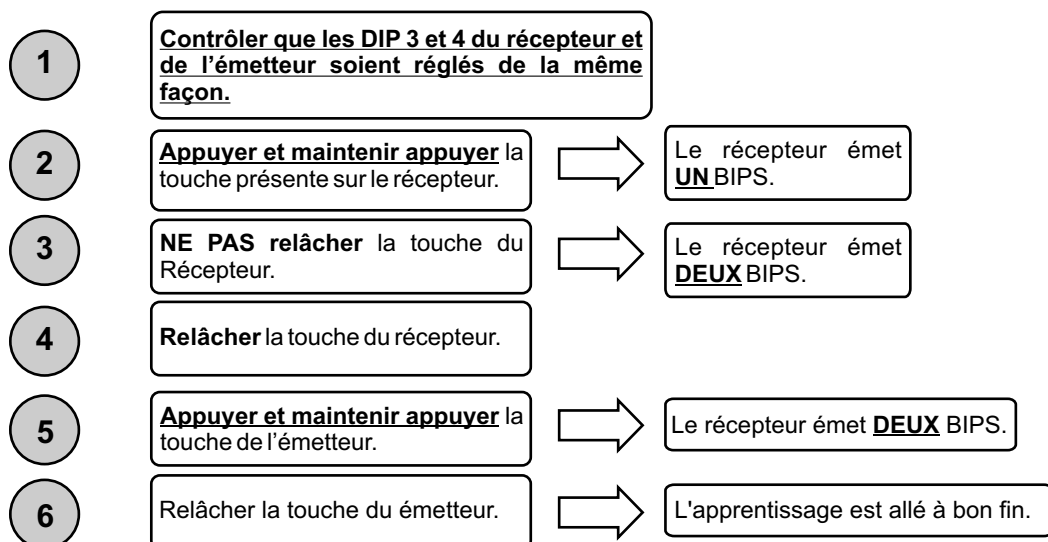 1
Contrôler que les DIP 3 et 4 du récepteur et
de l’émetteur soient réglés de la même
façon.
2
Appuyer et maintenir appuyer la
touche présente sur le récepteur.
Le récepteur émet
UN BIPS.
3
NE PAS relâcher la touche du
Récepteur.
Le récepteur émet
DEUX BIPS.
4
Relâcher la touche du récepteur.
5
Appuyer et maintenir appuyer la
touche de l’émetteur.
Le récepteur émet DEUX BIPS.
6
Relâcher la touche du émetteur.
L'apprentissage est allé à bon fin.